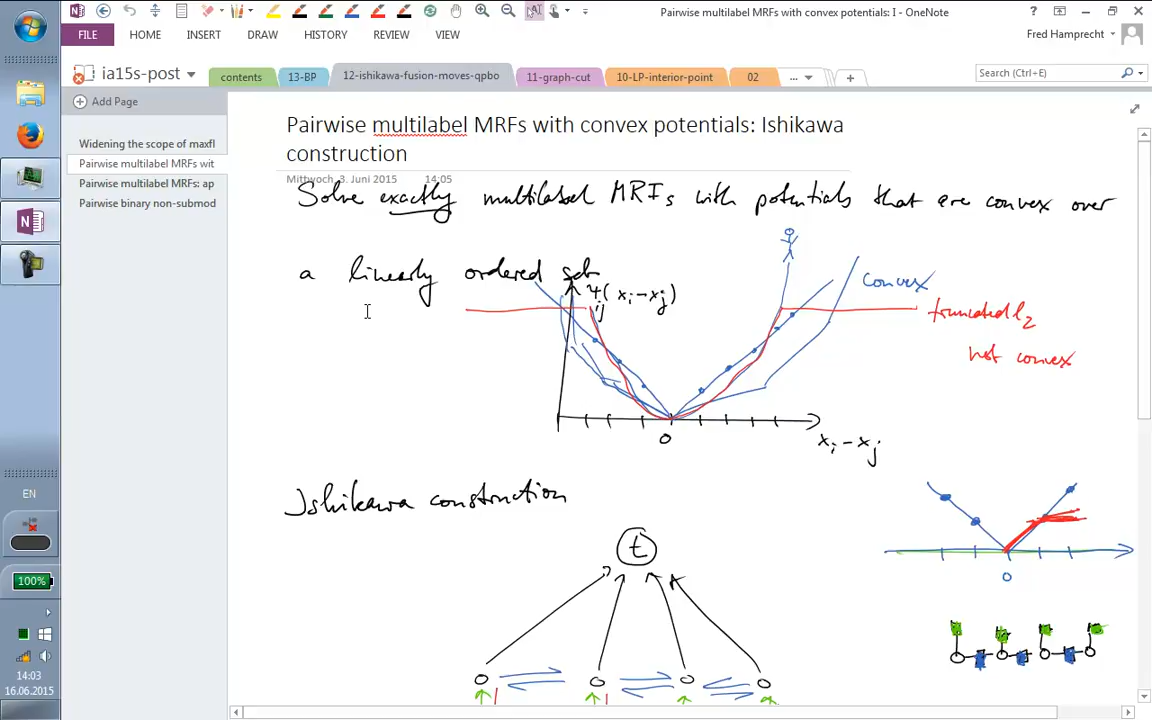 Pairwise multilabel MRFs with convex potentials: I - OneNote
FILE HOME INSERT DRAW HISTORY REVIEW VIEW
Fred Hamprecht
ia15s-post
contents 13-BP 12-ishikawa-fusion-moves-qpbo 11-graph-cut 10-LP-interior-point 02 ...
Search (Ctrl+E)
Add Page
Widening the scope of maxfl
Pairwise multilabel MRFs wit
Pairwise multilabel MRFs: ap
Pairwise binary non-submod
Pairwise multilabel MRFs with convex potentials: Ishikawa
construction
Mittwoch, 3. Juni 2015 14:05
Solve exactly multilabel MRFs with potentials that are convex over
a linearly ordered set
ψij(xi-xj)
convex
truncated l2
not convex
0
xi-xj
Ishikawa construction
t
0
EN
100%
14:03
16.06.2015